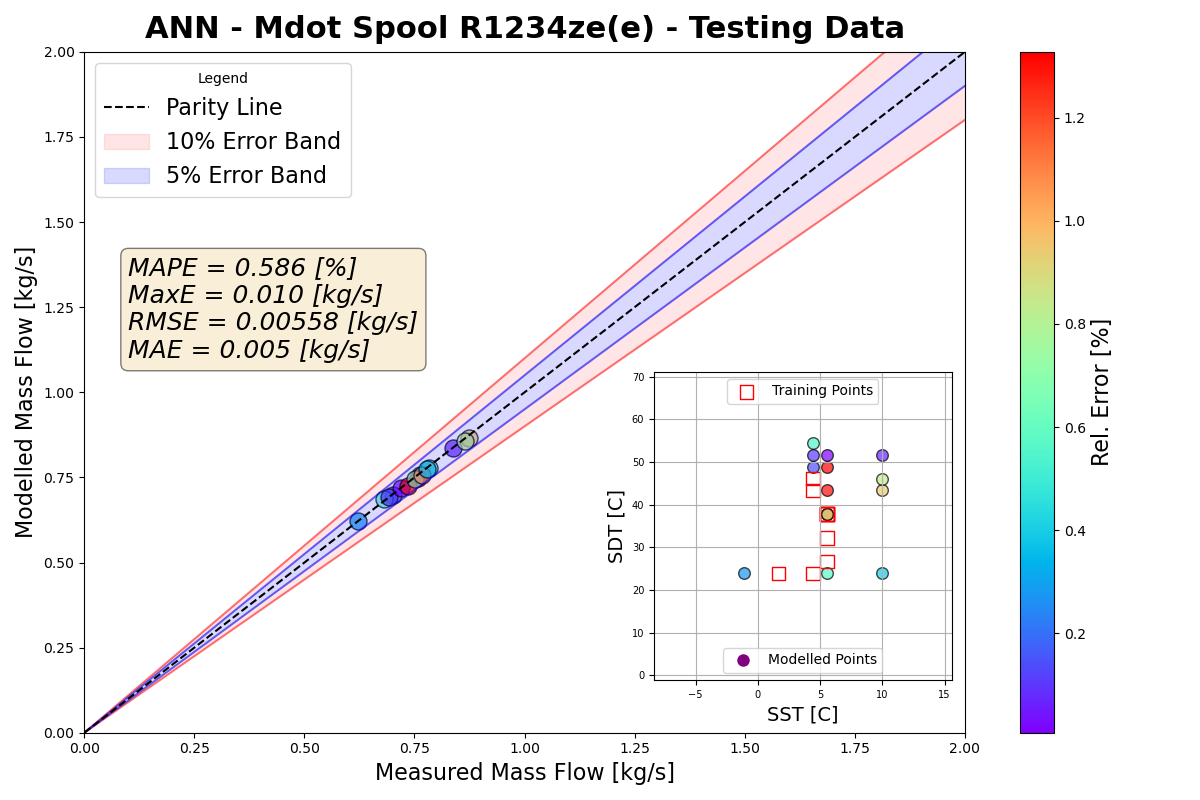 ANN - Mdot Spool R1234ze(e) - Testing Data
2.00
1.75
1.50
1.25
1.00
0.75
0.50
0.25
0.00
Modelled Mass Flow [kg/s]
Legend
Parity Line
10% Error Band
5% Error Band
MAPE = 0.586 [%]
MaxE = 0.010 [kg/s]
RMSE = 0.00558 [kg/s]
MAE = 0.005 [kg/s]
70
60
50
40
30
20
10
0
SDT [C]
Training Points
Modelled Points
−5
0
5
10
15
SST [C]
0.00
0.25
0.50
0.75
1.00
1.25
1.50
1.75
2.00
Measured Mass Flow [kg/s]
1.2
1.0
0.8
0.6
0.4
0.2
Rel. Error [%]